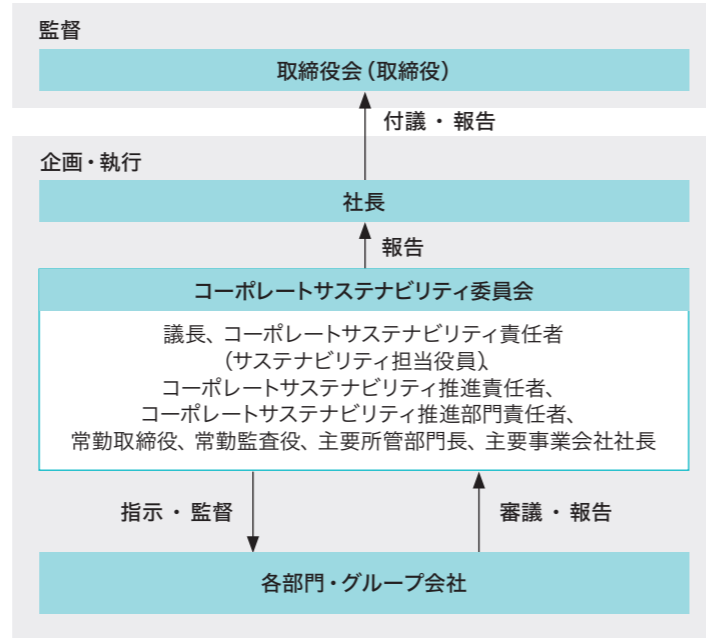 監督
取締役会（取締役）
付議・報告
企画・執行
社長
報告
コーポレートサステナビリティ委員会
議長、コーポレートサステナビリティ責任者
（サステナビリティ担当役員）、
コーポレートサステナビリティ推進責任者、
コーポレートサステナビリティ推進部門責任者、
常勤取締役、常勤監査役、主要所管部門長、主要事業会社社長
指示・監督
審議・報告
各部門・グループ会社